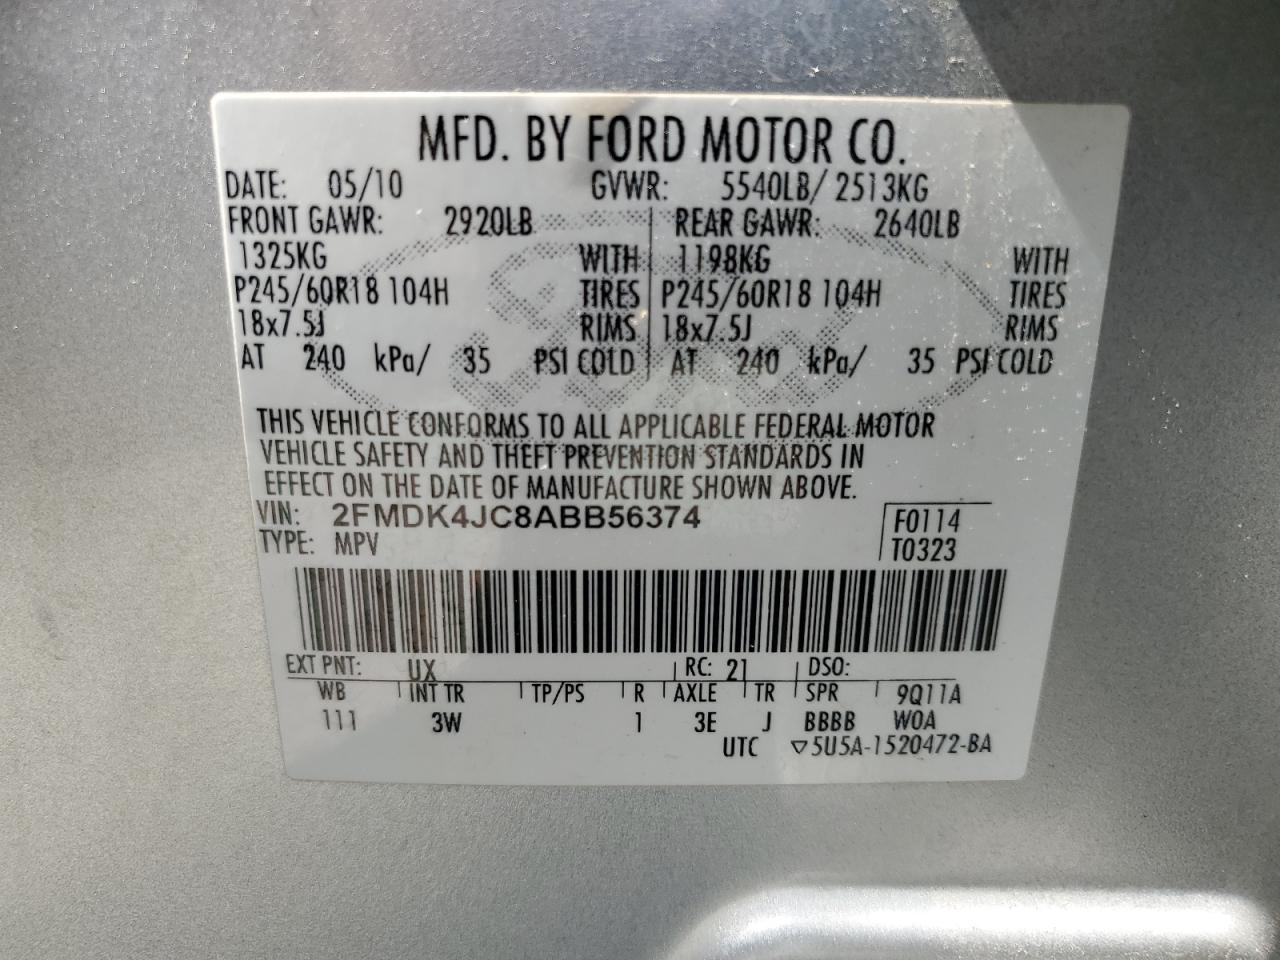 MFD. BY FORD MOTOR CO.
DATE: 05/10 GVWR: 5540LB/ 2513KG
FRONT GAWR: 2920LB REAR GAWR: 2640LB
1325KG WITH 1198KG WITH
P245/60R18 104H TIRES P245/60R18 104H TIRES
18x7.5J RIMS 18x7.5J RIMS
AT 240 kPa/ 35 PSI COLD AT 240 kPa/ 35 PSI COLD
THIS VEHICLE CONFORMS TO ALL APPLICABLE FEDERAL MOTOR
VEHICLE SAFETY AND THEFT PREVENTION STANDARDS IN
EFFECT ON THE DATE OF MANUFACTURE SHOWN ABOVE.
VIN: 2FMDK4JC8ABB56374 F0114
TYPE: MPV T0323
EXT PNT: UX RC: 21 DSO:
WB INT TR TP/PS R AXLE TR SPR 9Q11A
111 3W 1 3E J BBBB WOA
UTC ▽5U5A-1520472-BA